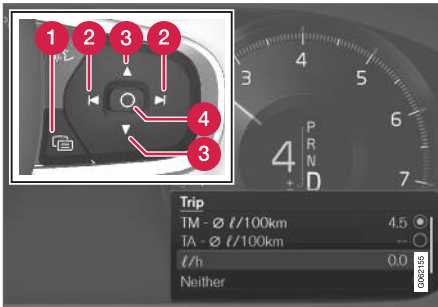 1
2
3
2
4
3
3
4
5
6
7
4
±
P
R
N
D
Trip
TM - Ø ℓ/100km 4.5
TA - Ø ℓ/100km --
ℓ/h 0.0
Neither
G062155